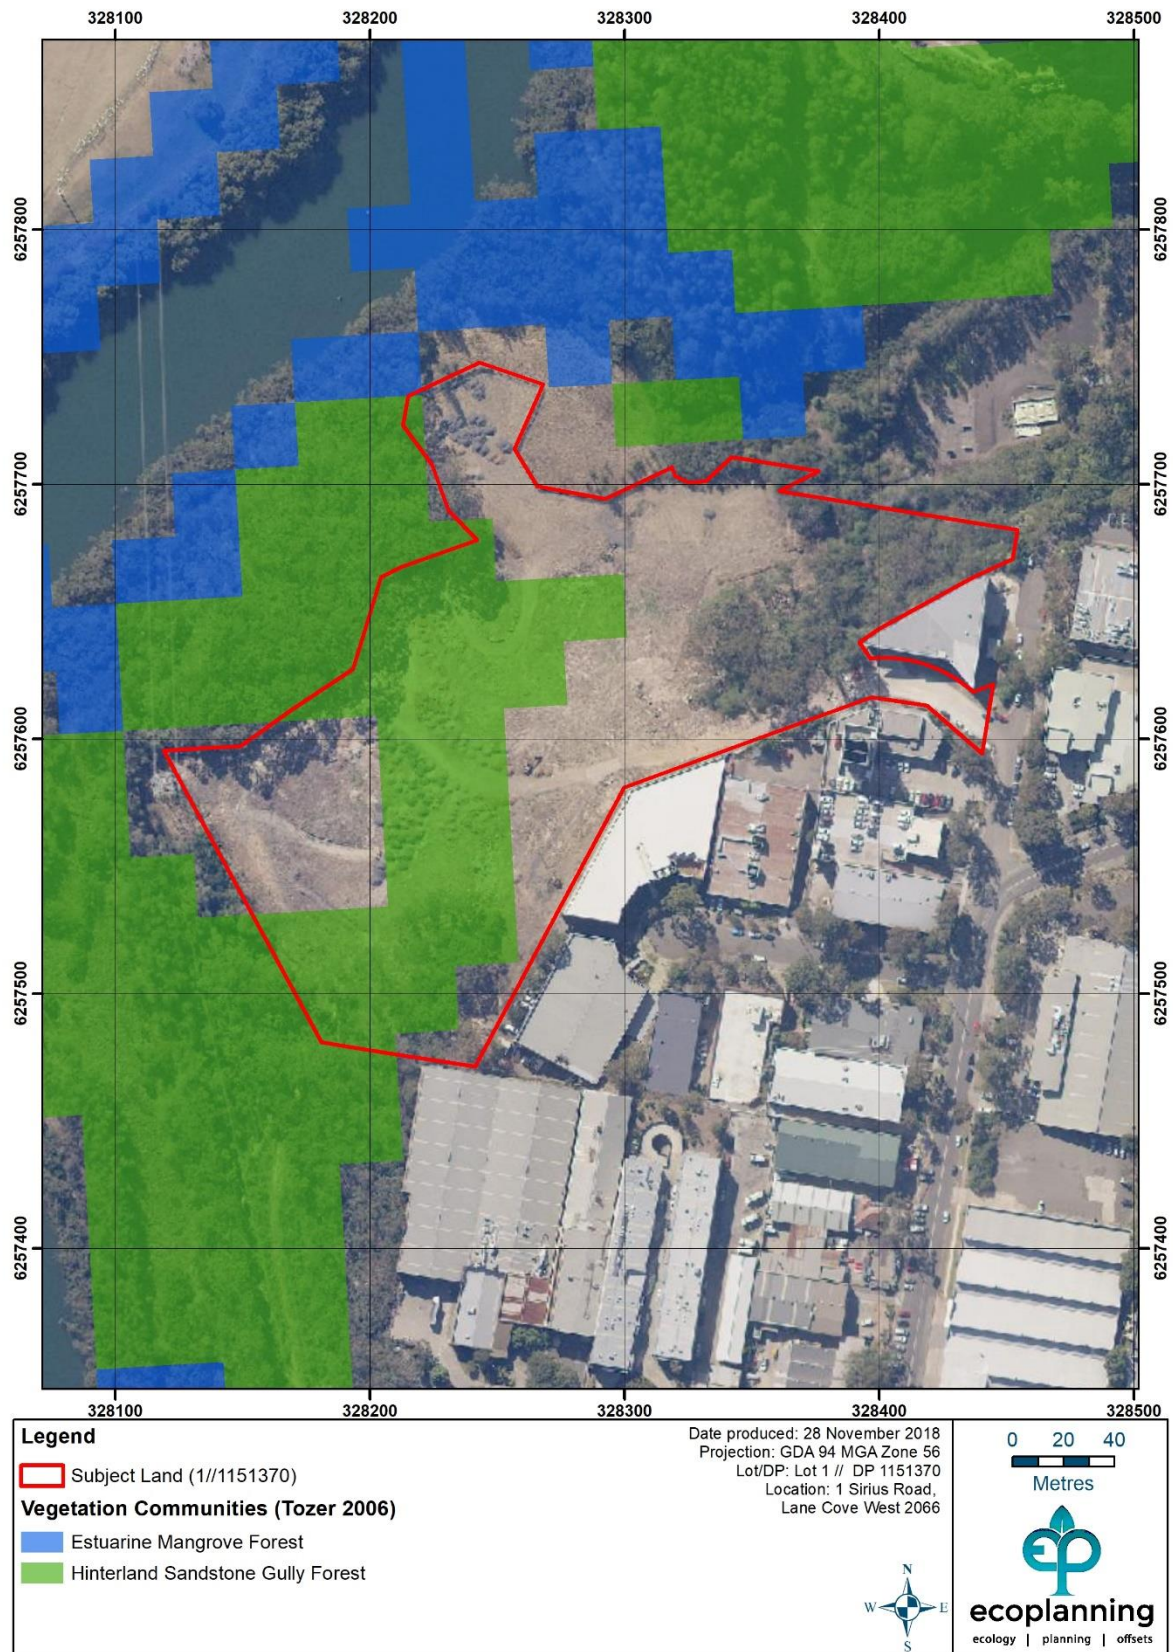 328100 328200 328300 328400 328500
6257800 6257800
6257700 6257700
6257600 6257600
6257500 6257500
6257400 6257400
328100 328200 328300 328400 328500
Legend
Subject Land (1//1151370)
Vegetation Communities (Tozer 2006)
Estuarine Mangrove Forest
Hinterland Sandstone Gully Forest
Date produced: 28 November 2018
Projection: GDA 94 MGA Zone 56
Lot/DP: Lot 1 // DP 1151370
Location: 1 Sirius Road,
Lane Cove West 2066
N
W E
S
0 20 40
Metres
ep
ecoplanning
ecology | planning | offsets